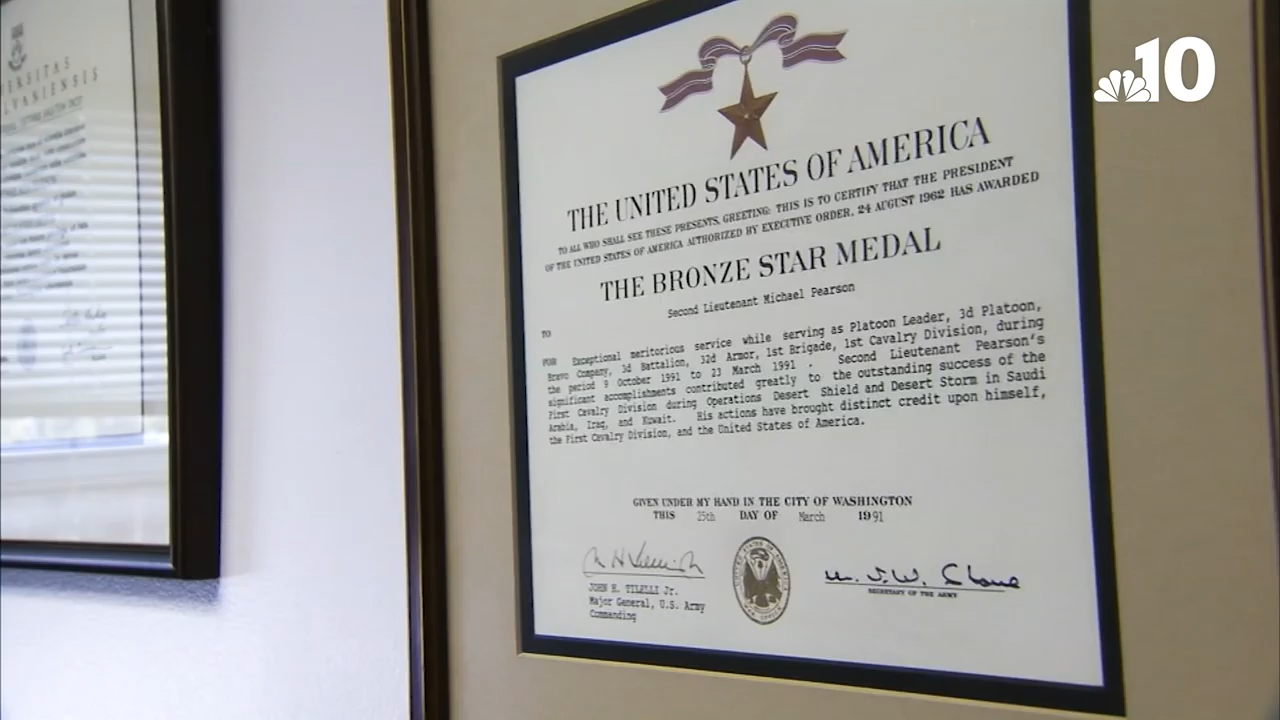 ERSITAS
LVANIENSIS
10
THE UNITED STATES OF AMERICA
TO ALL WHO SHALL SEE THESE PRESENTS, GREETING: THIS IS TO CERTIFY THAT THE PRESIDENT
OF THE UNITED STATES OF AMERICA AUTHORIZED BY EXECUTIVE ORDER, 24 AUGUST 1962 HAS AWARDED
THE BRONZE STAR MEDAL
Second Lieutenant Michael Pearson
TO
FOR Exceptional meritorious service while serving as Platoon Leader, 3d Platoon,
Bravo Company, 3d Battalion, 32d Armor, 1st Brigade, 1st Cavalry Division, during
the period 9 October 1991 to 23 March 1991 . Second Lieutenant Pearson's
significant accomplishments contributed greatly to the outstanding success of the
First Cavalry Division during Operations Desert Shield and Desert Storm in Saudi
Arabia, Iraq, and Kuwait. His actions have brought distinct credit upon himself,
the First Cavalry Division, and the United States of America.
GIVEN UNDER MY HAND IN THE CITY OF WASHINGTON
THIS 25th DAY OF March 1991
JOHN H. TILELLI Jr.
Major General, U.S. Army
Commanding
SECRETARY OF THE ARMY